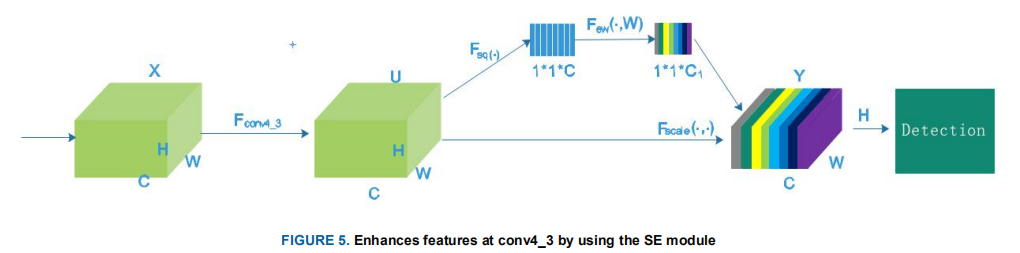 X
H
W
C
Fconv4_3
U
H
W
C
Fsq(·)
1*1*C
Few(·,W)
1*1*C1
Fscale(·,·)
Y
H
W
C
Detection
FIGURE 5. Enhances features at conv4_3 by using the SE module